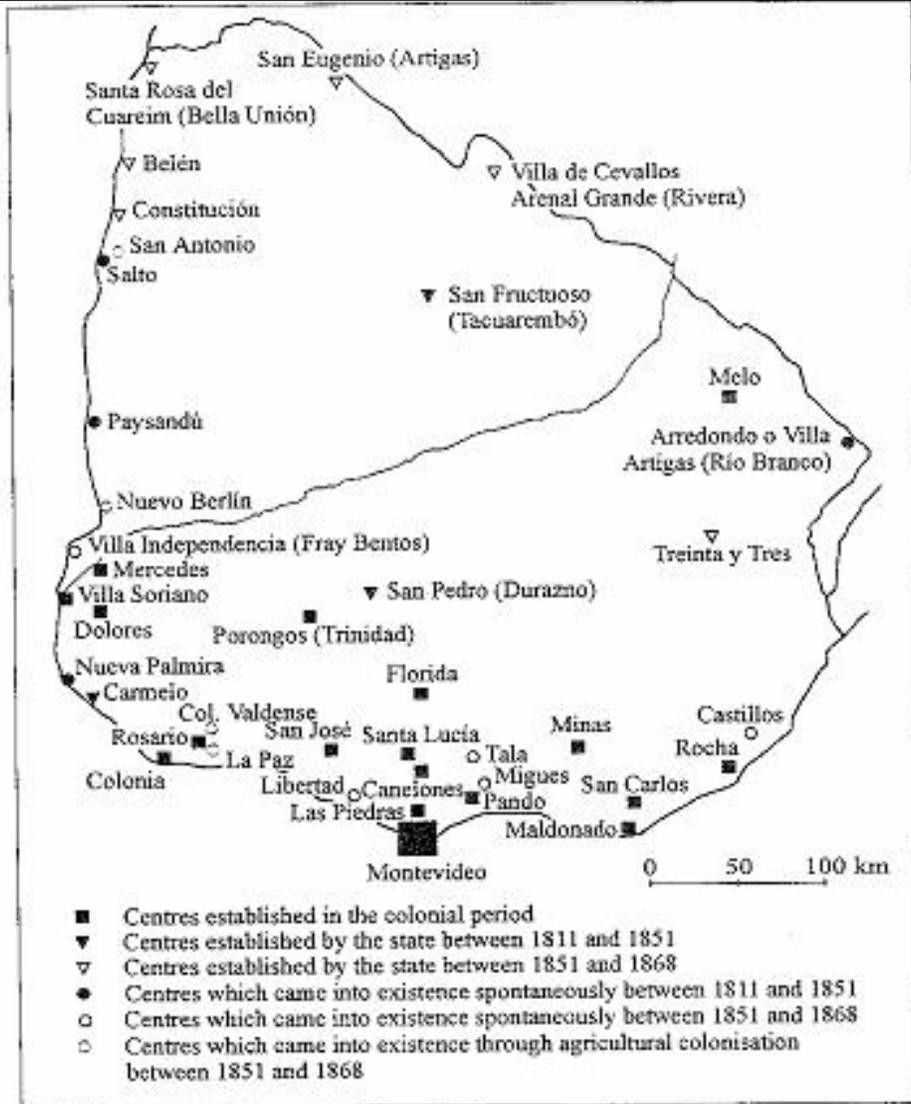 San Eugenio (Artigas)
Santa Rosa del
Cuareim (Bella Unión)
Belén
Villa de Cevallos
Arenal Grande (Rivera)
Constitución
San Antonio
Salto
San Fructuoso
(Tacuarembó)
Melo
Paysandú
Arredondo o Villa
Artigas (Río Branco)
Nuevo Berlín
Villa Independencia (Fray Bentos)
Treinta y Tres
Mercedes
San Pedro (Durazno)
Villa Soriano
Dolores
Porongos (Trinidad)
Nueva Palmira
Florida
Carmelo
Col. Valdense
Castillos
Rosario
San José
Santa Lucía
Minas
Tala
Rocha
La Paz
Colonia
Libertad
Canelones
Migues
San Carlos
Pando
Las Piedras
Maldonado
Montevideo
0 50 100 km
Centres established in the colonial period
Centres established by the state between 1811 and 1851
Centres established by the state between 1851 and 1868
Centres which came into existence spontaneously between 1811 and 1851
Centres which came into existence spontaneously between 1851 and 1868
Centres which came into existence through agricultural colonisation
between 1851 and 1868